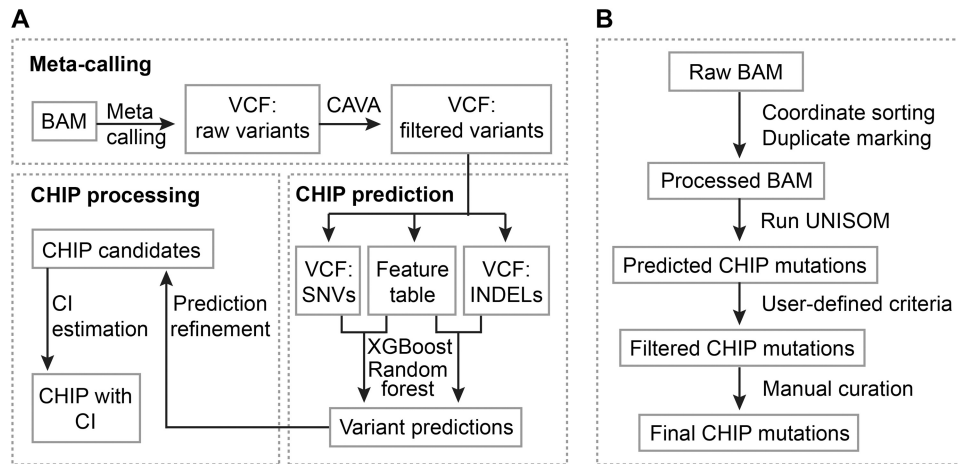 A
Meta-calling
BAM
Meta
calling
VCF:
raw variants
CAVA
VCF:
filtered variants
CHIP processing
CHIP candidates
CI
estimation
Prediction
refinement
CHIP with
CI
CHIP prediction
VCF:
SNVs
Feature
table
VCF:
INDELs
XGBoost
Random
forest
Variant predictions
B
Raw BAM
Coordinate sorting
Duplicate marking
Processed BAM
Run UNISOM
Predicted CHIP mutations
User-defined criteria
Filtered CHIP mutations
Manual curation
Final CHIP mutations